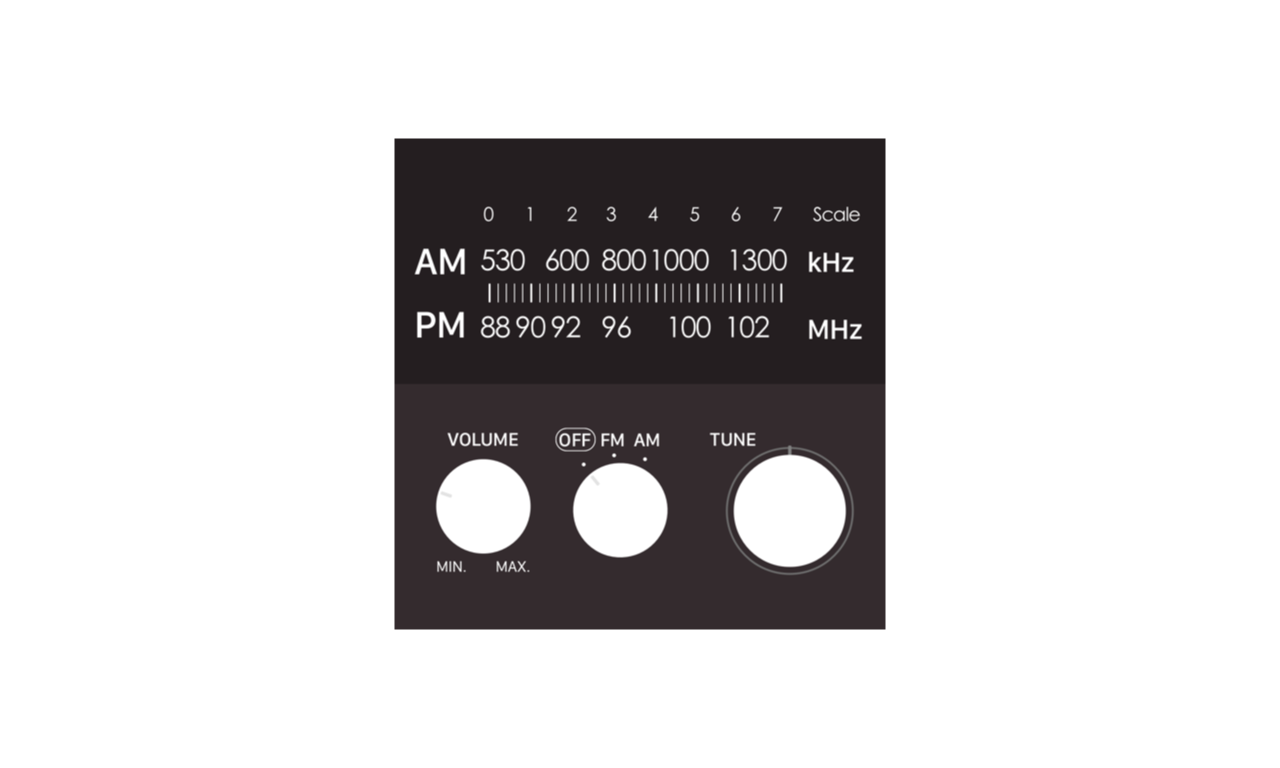 0 1 2 3 4 5 6 7 Scale
AM 530 600 800 1000 1300 kHz
PM 88 90 92 96 100 102 MHz
VOLUME OFF FM AM TUNE
MIN. MAX.